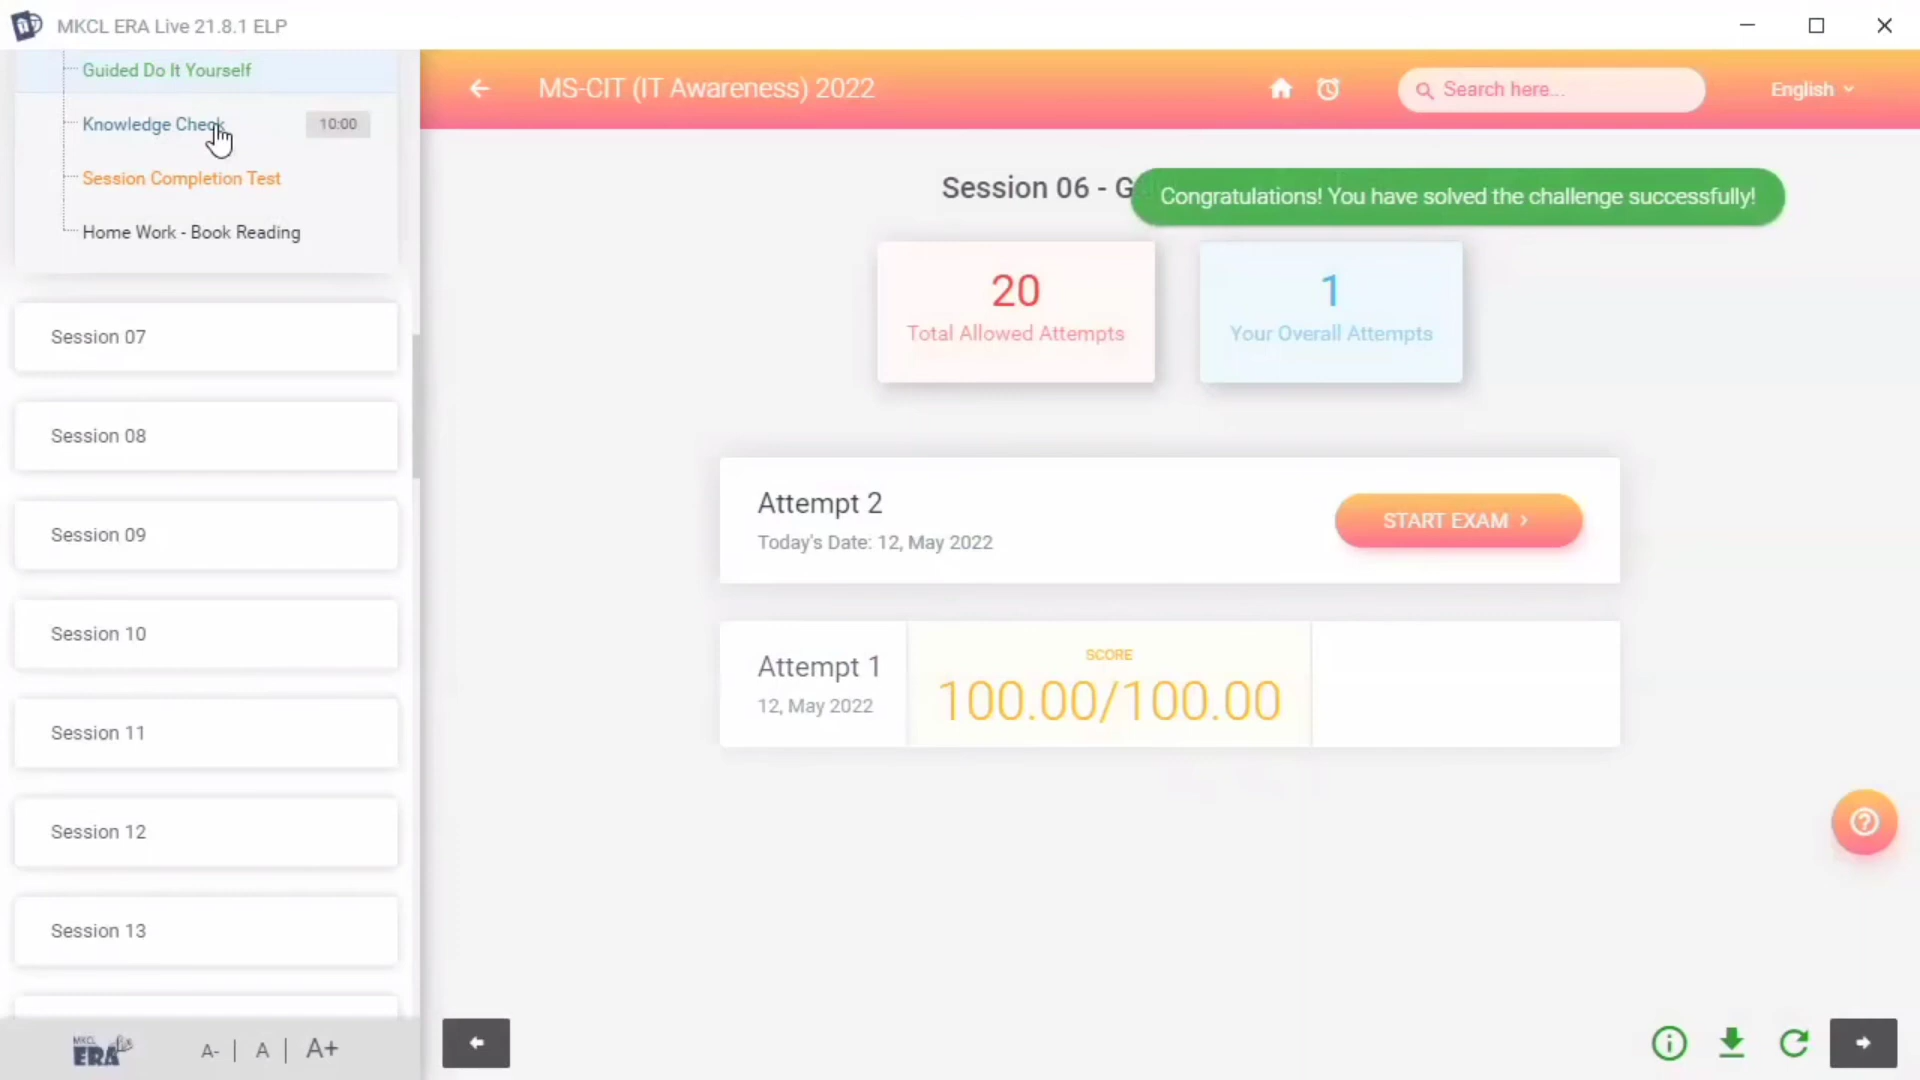 MKCL ERA Live 21.8.1 ELP
Guided Do It Yourself
Knowledge Check
10:00
Session Completion Test
Home Work - Book Reading
Session 07
Session 08
Session 09
Session 10
Session 11
Session 12
Session 13
MKCL
ERA Live
A- | A | A+
MS-CIT (IT Awareness) 2022
Search here...
English
Session 06 - G
Congratulations! You have solved the challenge successfully!
20
Total Allowed Attempts
1
Your Overall Attempts
Attempt 2
Today's Date: 12, May 2022
START EXAM
Attempt 1
12, May 2022
SCORE
100.00/100.00